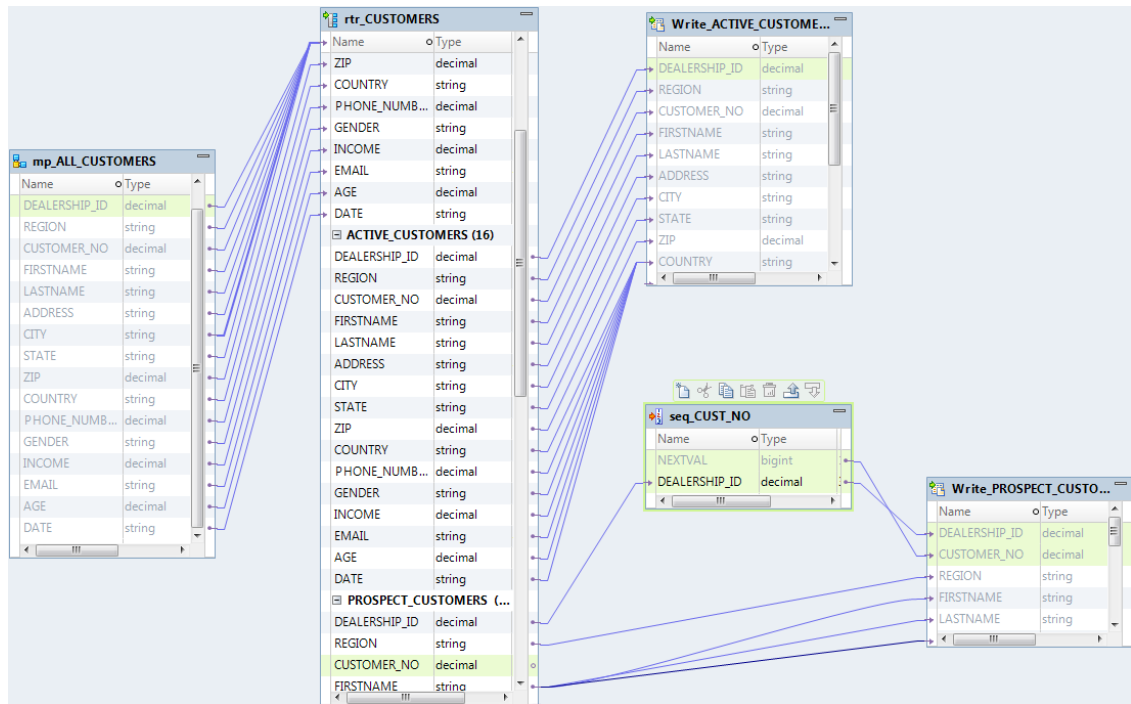 mp_ALL_CUSTOMERS
Name Type
DEALERSHIP_ID decimal
REGION string
CUSTOMER_NO decimal
FIRSTNAME string
LASTNAME string
ADDRESS string
CITY string
STATE string
ZIP decimal
COUNTRY string
PHONE_NUMB... decimal
GENDER string
INCOME decimal
EMAIL string
AGE decimal
DATE string
rtr_CUSTOMERS
Name Type
ZIP decimal
COUNTRY string
PHONE_NUMB... decimal
GENDER string
INCOME decimal
EMAIL string
AGE decimal
DATE string
ACTIVE_CUSTOMERS (16)
DEALERSHIP_ID decimal
REGION string
CUSTOMER_NO decimal
FIRSTNAME string
LASTNAME string
ADDRESS string
CITY string
STATE string
ZIP decimal
COUNTRY string
PHONE_NUMB... decimal
GENDER string
INCOME decimal
EMAIL string
AGE decimal
DATE string
PROSPECT_CUSTOMERS (...
DEALERSHIP_ID decimal
REGION string
CUSTOMER_NO decimal
FIRSTNAME string
Write_ACTIVE_CUSTOME...
Name Type
DEALERSHIP_ID decimal
REGION string
CUSTOMER_NO decimal
FIRSTNAME string
LASTNAME string
ADDRESS string
CITY string
STATE string
ZIP decimal
COUNTRY string
seq_CUST_NO
Name Type
NEXTVAL bigint
DEALERSHIP_ID decimal
Write_PROSPECT_CUSTO...
Name Type
DEALERSHIP_ID decimal
CUSTOMER_NO decimal
REGION string
FIRSTNAME string
LASTNAME string